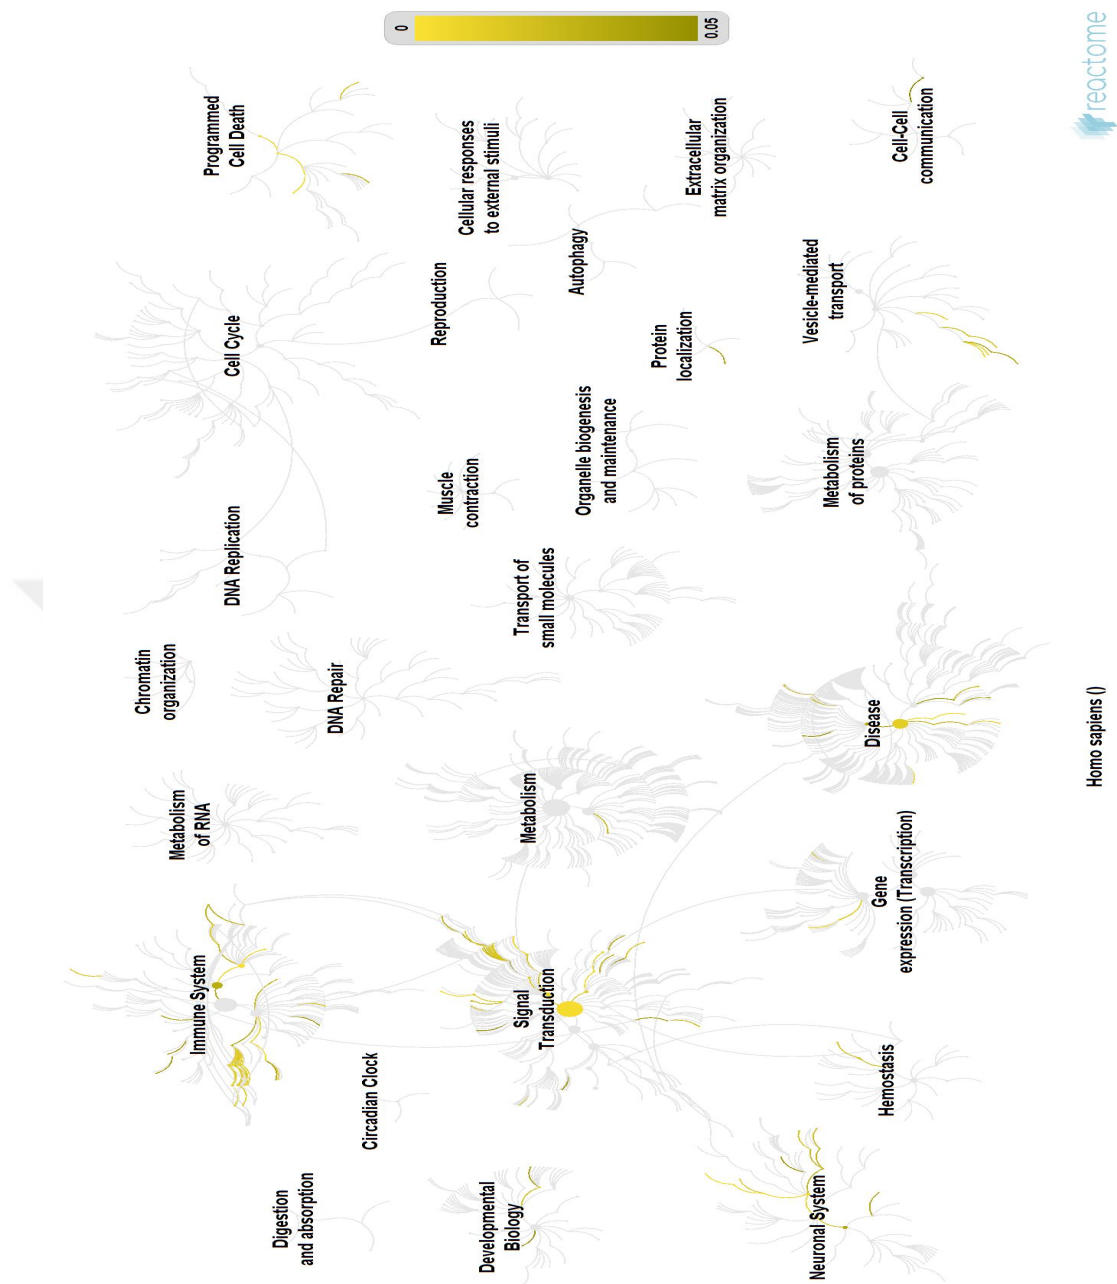 Digestion
and absorption
Developmental
Biology
Neuronal System
Circadian Clock
Hemostasis
Immune System
Signal
Transduction
Gene
expression (Transcription)
Metabolism
of RNA
Metabolism
Disease
Chromatin
organization
DNA Repair
DNA Replication
Transport of
small molecules
Muscle
contraction
Organelle biogenesis
and maintenance
Metabolism
of proteins
Cell Cycle
Reproduction
Protein
localization
Autophagy
Vesicle-mediated
transport
Programmed
Cell Death
Cellular responses
to external stimuli
Extracellular
matrix organization
Cell-Cell
communication
0
0.05
Homo sapiens ()
reactome